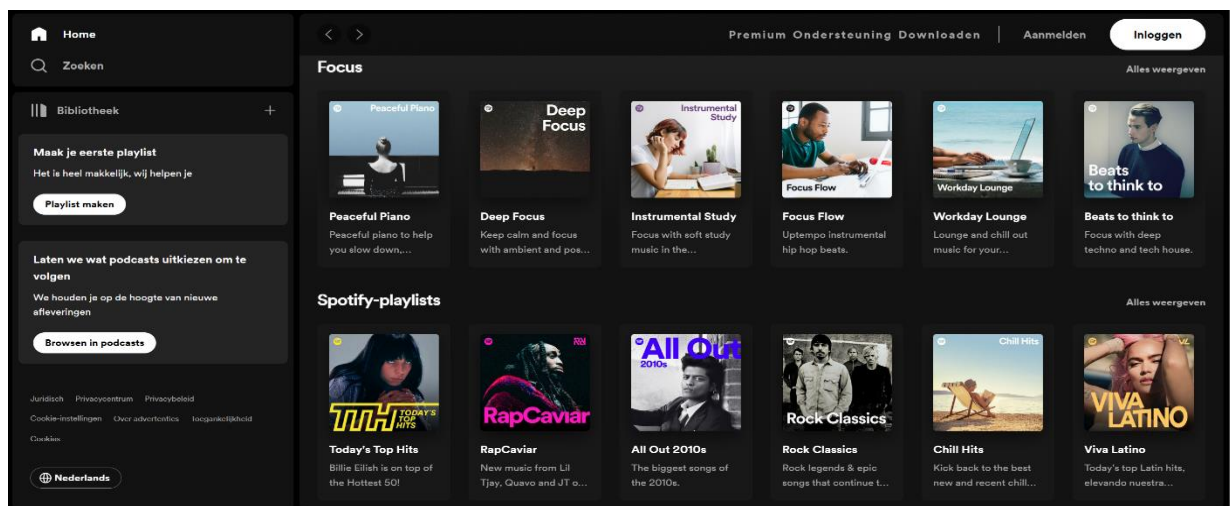 Home
Zoeken
Bibliotheek
Maak je eerste playlist
Het is heel makkelijk, wij helpen je
Playlist maken
Laten we wat podcasts uitkiezen om te
volgen
We houden je op de hoogte van nieuwe
afleveringen
Browsen in podcasts
Juridisch Privacycentrum Privacybeleid
Cookie-instellingen Over advertenties Toegankelijkheid
Cookies
Nederlands
Premium Ondersteuning Downloaden Aanmelden Inloggen
Focus Alles weergeven
Peaceful Piano
Deep
Focus
Instrumental
Study
Focus Flow
Workday Lounge
Beats
to think to
Peaceful Piano
Peaceful piano to help
you slow down,...
Deep Focus
Keep calm and focus
with ambient and pos...
Instrumental Study
Focus with soft study
music in the...
Focus Flow
Uptempo instrumental
hip hop beats.
Workday Lounge
Lounge and chill out
music for your...
Beats to think to
Focus with deep
techno and tech house.
Spotify-playlists Alles weergeven
TTH TODAY'S
TOP
HITS
RapCaviar
All Out
2010s
Rock Classics
Chill Hits
VIVA
LATINO
Today's Top Hits
Billie Eilish is on top of
the Hottest 50!
RapCaviar
New music from Lil
Tjay, Quavo and JT o...
All Out 2010s
The biggest songs of
the 2010s.
Rock Classics
Rock legends & epic
songs that continue t...
Chill Hits
Kick back to the best
new and recent chill...
Viva Latino
Today's top Latin hits,
elevando nuestra...